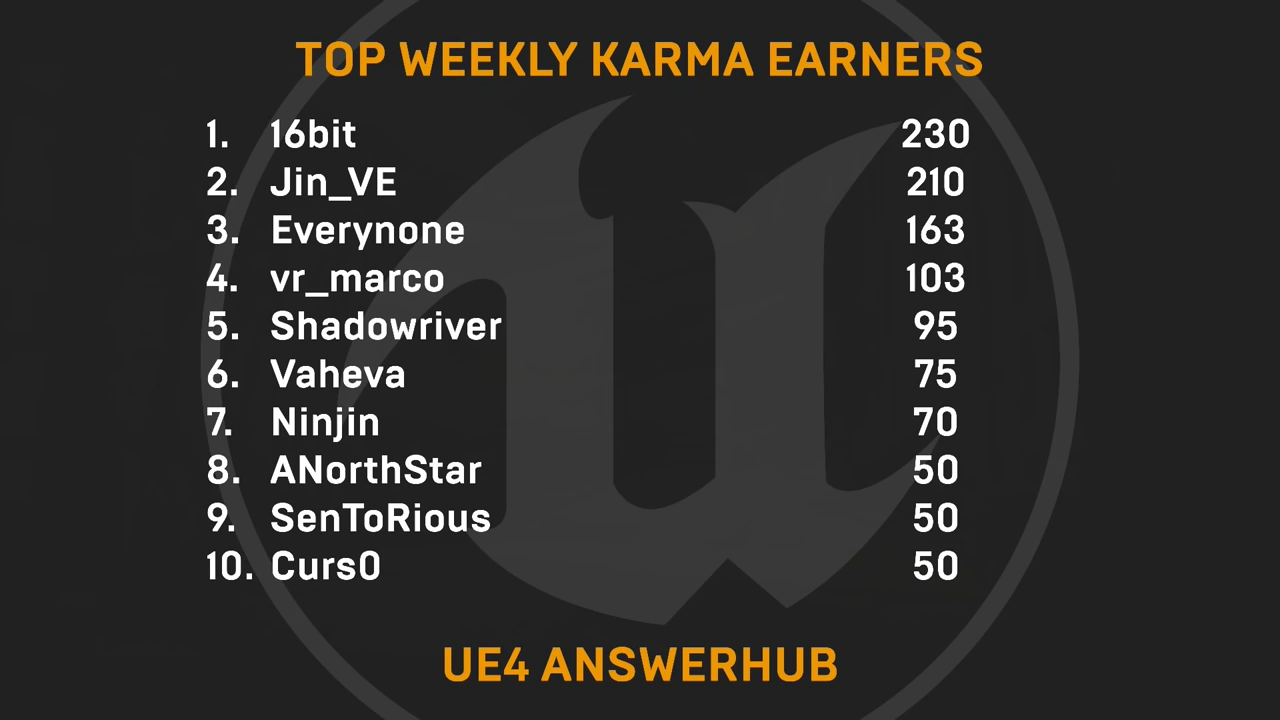 TOP WEEKLY KARMA EARNERS
1. 16bit 230
2. Jin_VE 210
3. Everynone 163
4. vr_marco 103
5. Shadowriver 95
6. Vaheva 75
7. Ninjin 70
8. ANorthStar 50
9. SenToRious 50
10. Curs0 50
UE4 ANSWERHUB